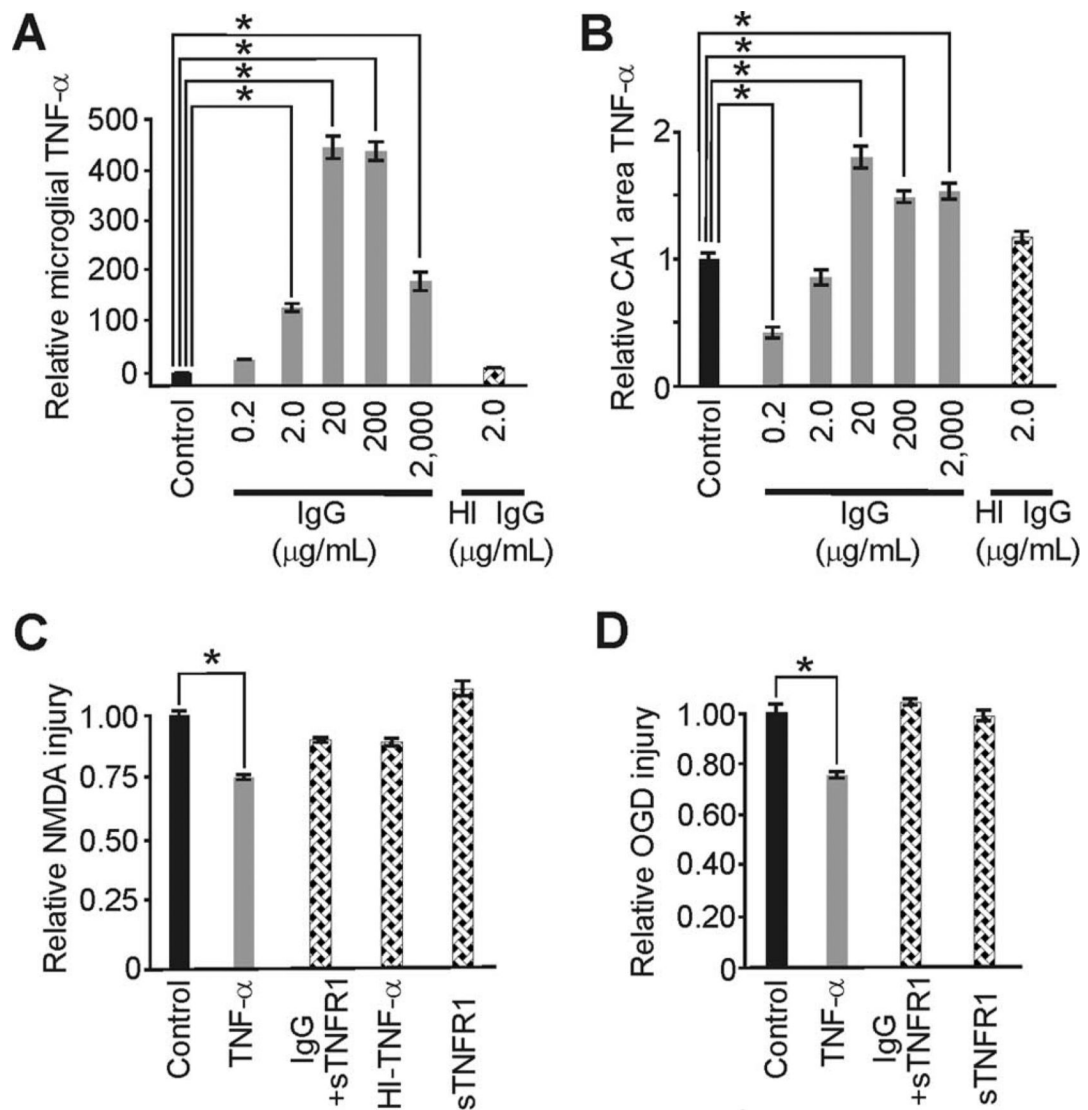 A
Relative microglial TNF-α
500
400
300
200
100
0
*
*
*
*
Control
0.2
2.0
20
200
2,000
2.0
IgG
(μg/mL)
HI IgG
(μg/mL)
B
Relative CA1 area TNF-α
2
1
0
*
*
*
*
Control
0.2
2.0
20
200
2,000
2.0
IgG
(μg/mL)
HI IgG
(μg/mL)
C
Relative NMDA injury
1.00
0.75
0.50
0.25
0
*
Control
TNF-α
IgG
+sTNFR1
HI-TNF-α
sTNFR1
D
Relative OGD injury
1.00
0.80
0.60
0.40
0.20
0
*
Control
TNF-α
IgG
+sTNFR1
sTNFR1